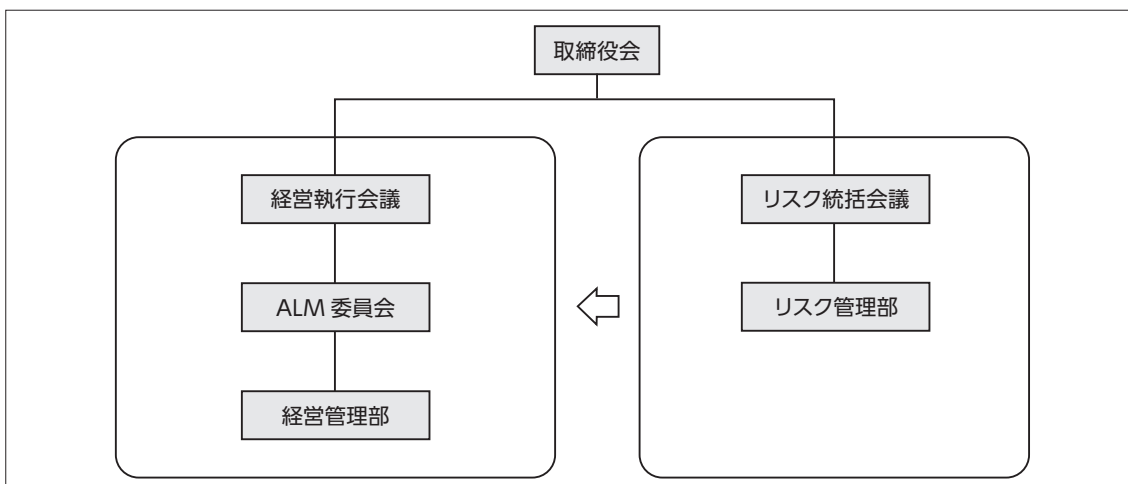 取締役会
経営執行会議
リスク統括会議
ALM 委員会
リスク管理部
経営管理部